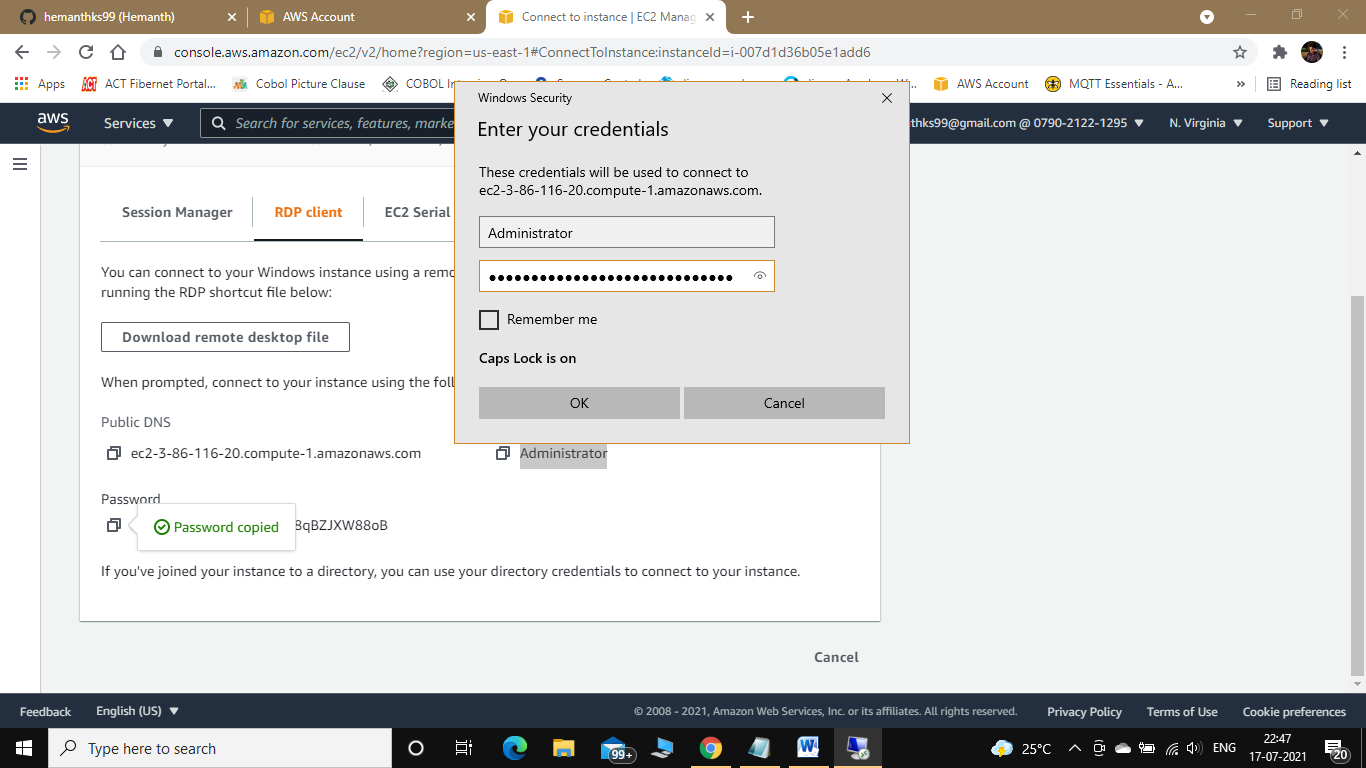 hemanthks99 (Hemanth)
AWS Account
Connect to instance | EC2 Manag
console.aws.amazon.com/ec2/v2/home?region=us-east-1#ConnectToInstance:instanceId=i-007d1d36b05e1add6
Apps
ACT Fibernet Portal...
Cobol Picture Clause
COBOL
AWS Account
MQTT Essentials - A...
»
Reading list
aws
Services
Search for services, features, marke
thks99@gmail.com @ 0790-2122-1295
N. Virginia
Support
Windows Security
Enter your credentials
These credentials will be used to connect to
ec2-3-86-116-20.compute-1.amazonaws.com.
Administrator
Remember me
Caps Lock is on
OK
Cancel
Session Manager
RDP client
EC2 Serial
You can connect to your Windows instance using a remo
running the RDP shortcut file below:
Download remote desktop file
When prompted, connect to your instance using the foll
Public DNS
ec2-3-86-116-20.compute-1.amazonaws.com
Administrator
Password
Password copied
8qBZJXW88oB
If you've joined your instance to a directory, you can use your directory credentials to connect to your instance.
Cancel
Feedback
English (US)
© 2008 - 2021, Amazon Web Services, Inc. or its affiliates. All rights reserved.
Privacy Policy
Terms of Use
Cookie preferences
Type here to search
99+
25°C
ENG
22:47
17-07-2021
20